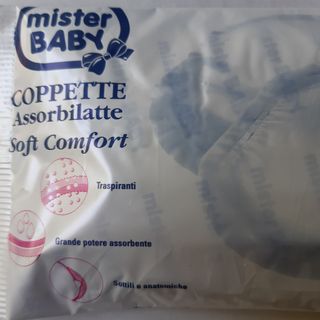 mister
BABY
COPPETTE
Assorbilatte
Soft Comfort
Traspiranti
Grande potere assorbente
Sottili e anatomiche